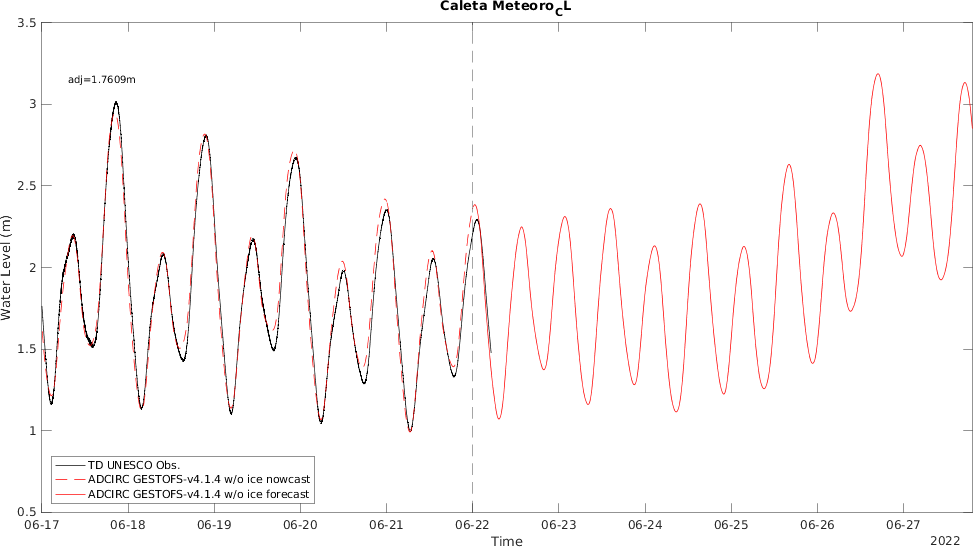 Caleta Meteoro_CL
adj=1.7609m
3.5
3
2.5
2
1.5
1
0.5
Water Level (m)
TD UNESCO Obs.
ADCIRC GESTOFS-v4.1.4 w/o ice nowcast
ADCIRC GESTOFS-v4.1.4 w/o ice forecast
06-17 06-18 06-19 06-20 06-21 06-22 06-23 06-24 06-25 06-26 06-27
Time
2022